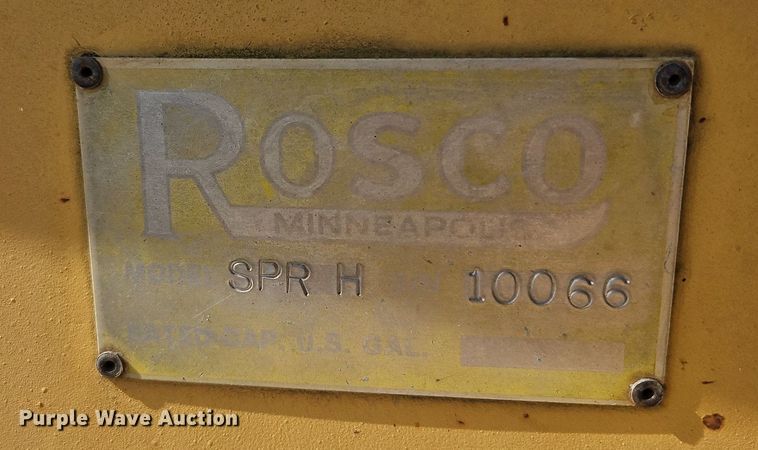 ROSCO
MINNEAPOLIS
MODEL SPR H 10066
RATED CAP. U.S. GAL.
Purple Wave Auction